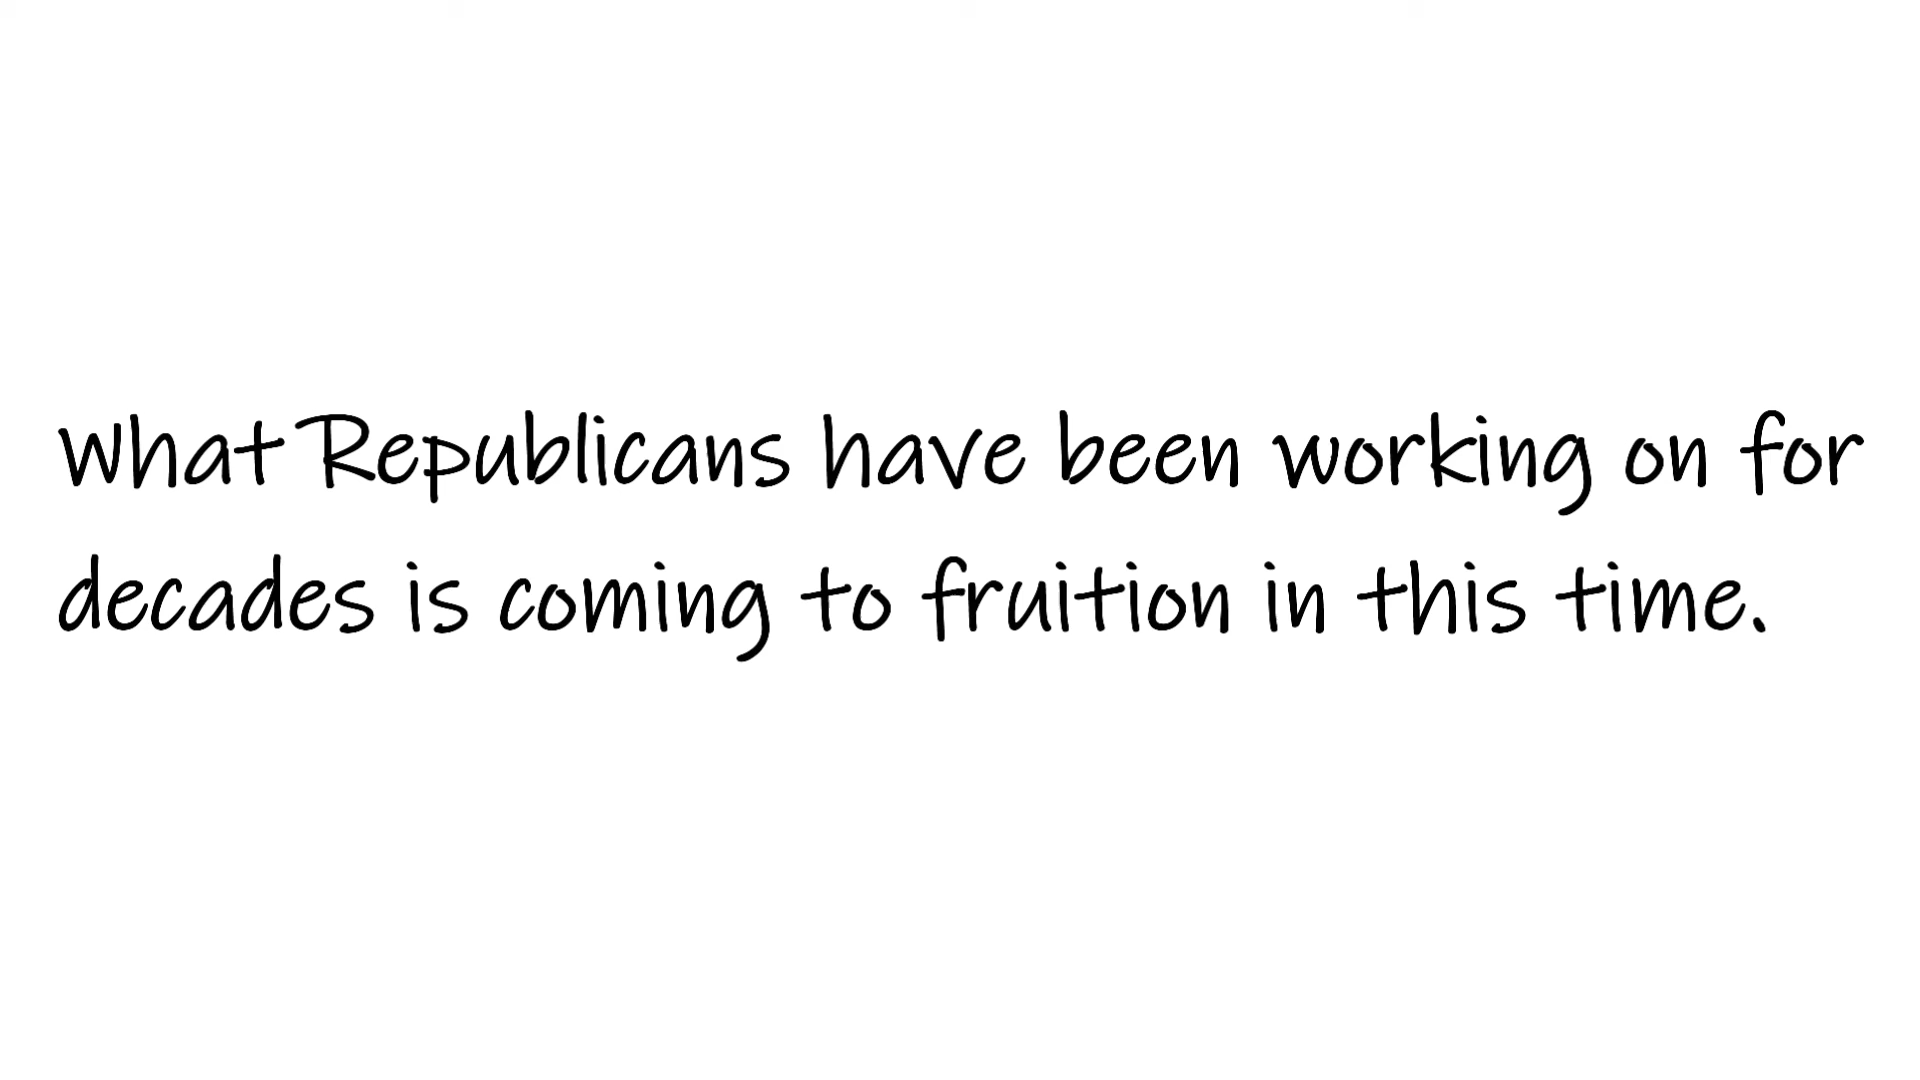 What Republicans have been working on for
decades is coming to fruition in this time.